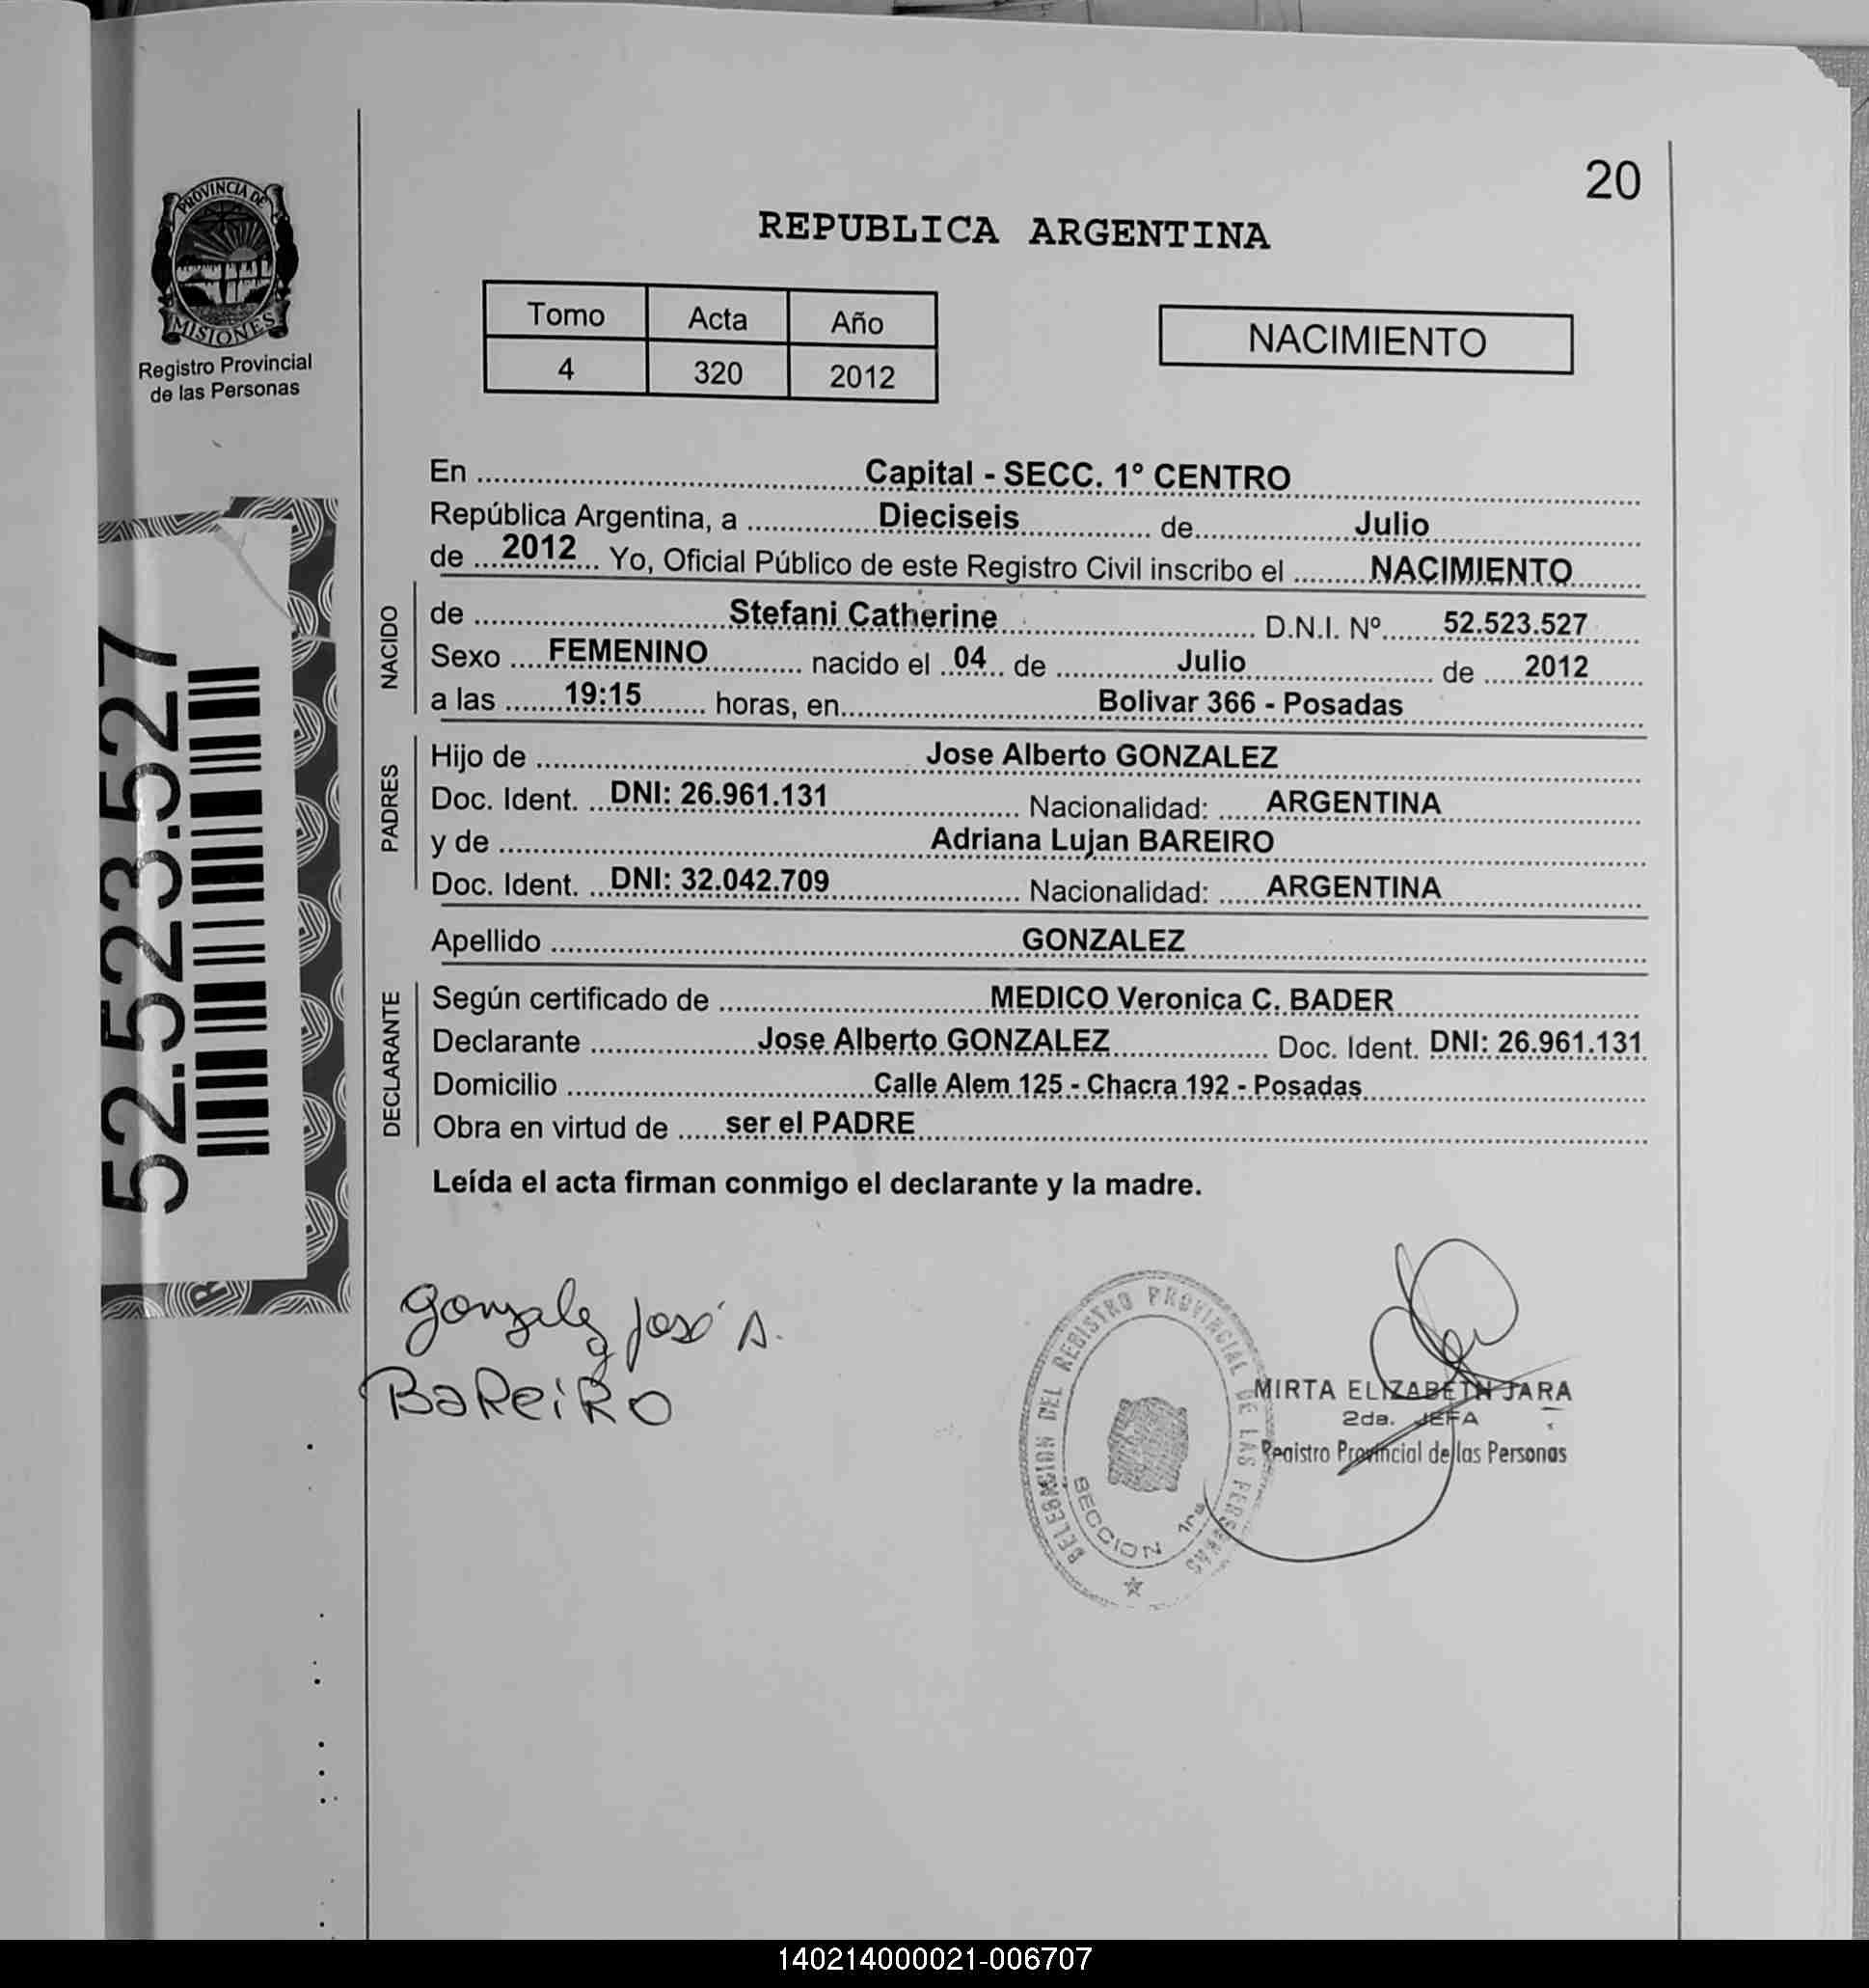 20
PROVINCIA DE
MISIONES
Registro Provincial
de las Personas
REPUBLICA ARGENTINA
Tomo Acta Año
4 320 2012
NACIMIENTO
En Capital - SECC. 1° CENTRO
República Argentina, a Dieciseis de Julio
de 2012 Yo, Oficial Público de este Registro Civil inscribo el NACIMIENTO
NACIDO
de Stefani Catherine D.N.I. Nº 52.523.527
Sexo FEMENINO nacido el 04 de Julio de 2012
a las 19:15 horas, en Bolivar 366 - Posadas
PADRES
Hijo de Jose Alberto GONZALEZ
Doc. Ident. DNI: 26.961.131 Nacionalidad: ARGENTINA
y de Adriana Lujan BAREIRO
Doc. Ident. DNI: 32.042.709 Nacionalidad: ARGENTINA
Apellido GONZALEZ
DECLARANTE
Según certificado de MEDICO Veronica C. BADER
Declarante Jose Alberto GONZALEZ Doc. Ident. DNI: 26.961.131
Domicilio Calle Alem 125 - Chacra 192 - Posadas
Obra en virtud de ser el PADRE
Leída el acta firman conmigo el declarante y la madre.
52.523.527
Gonzalez José A.
BaReiRo
DELEGACION DEL REGISTRO PROVINCIAL DE LAS PERSONAS
SECCION 1ra
MIRTA ELIZABETH JARA
2da. JEFA
Registro Provincial de las Personas
140214000021-006707